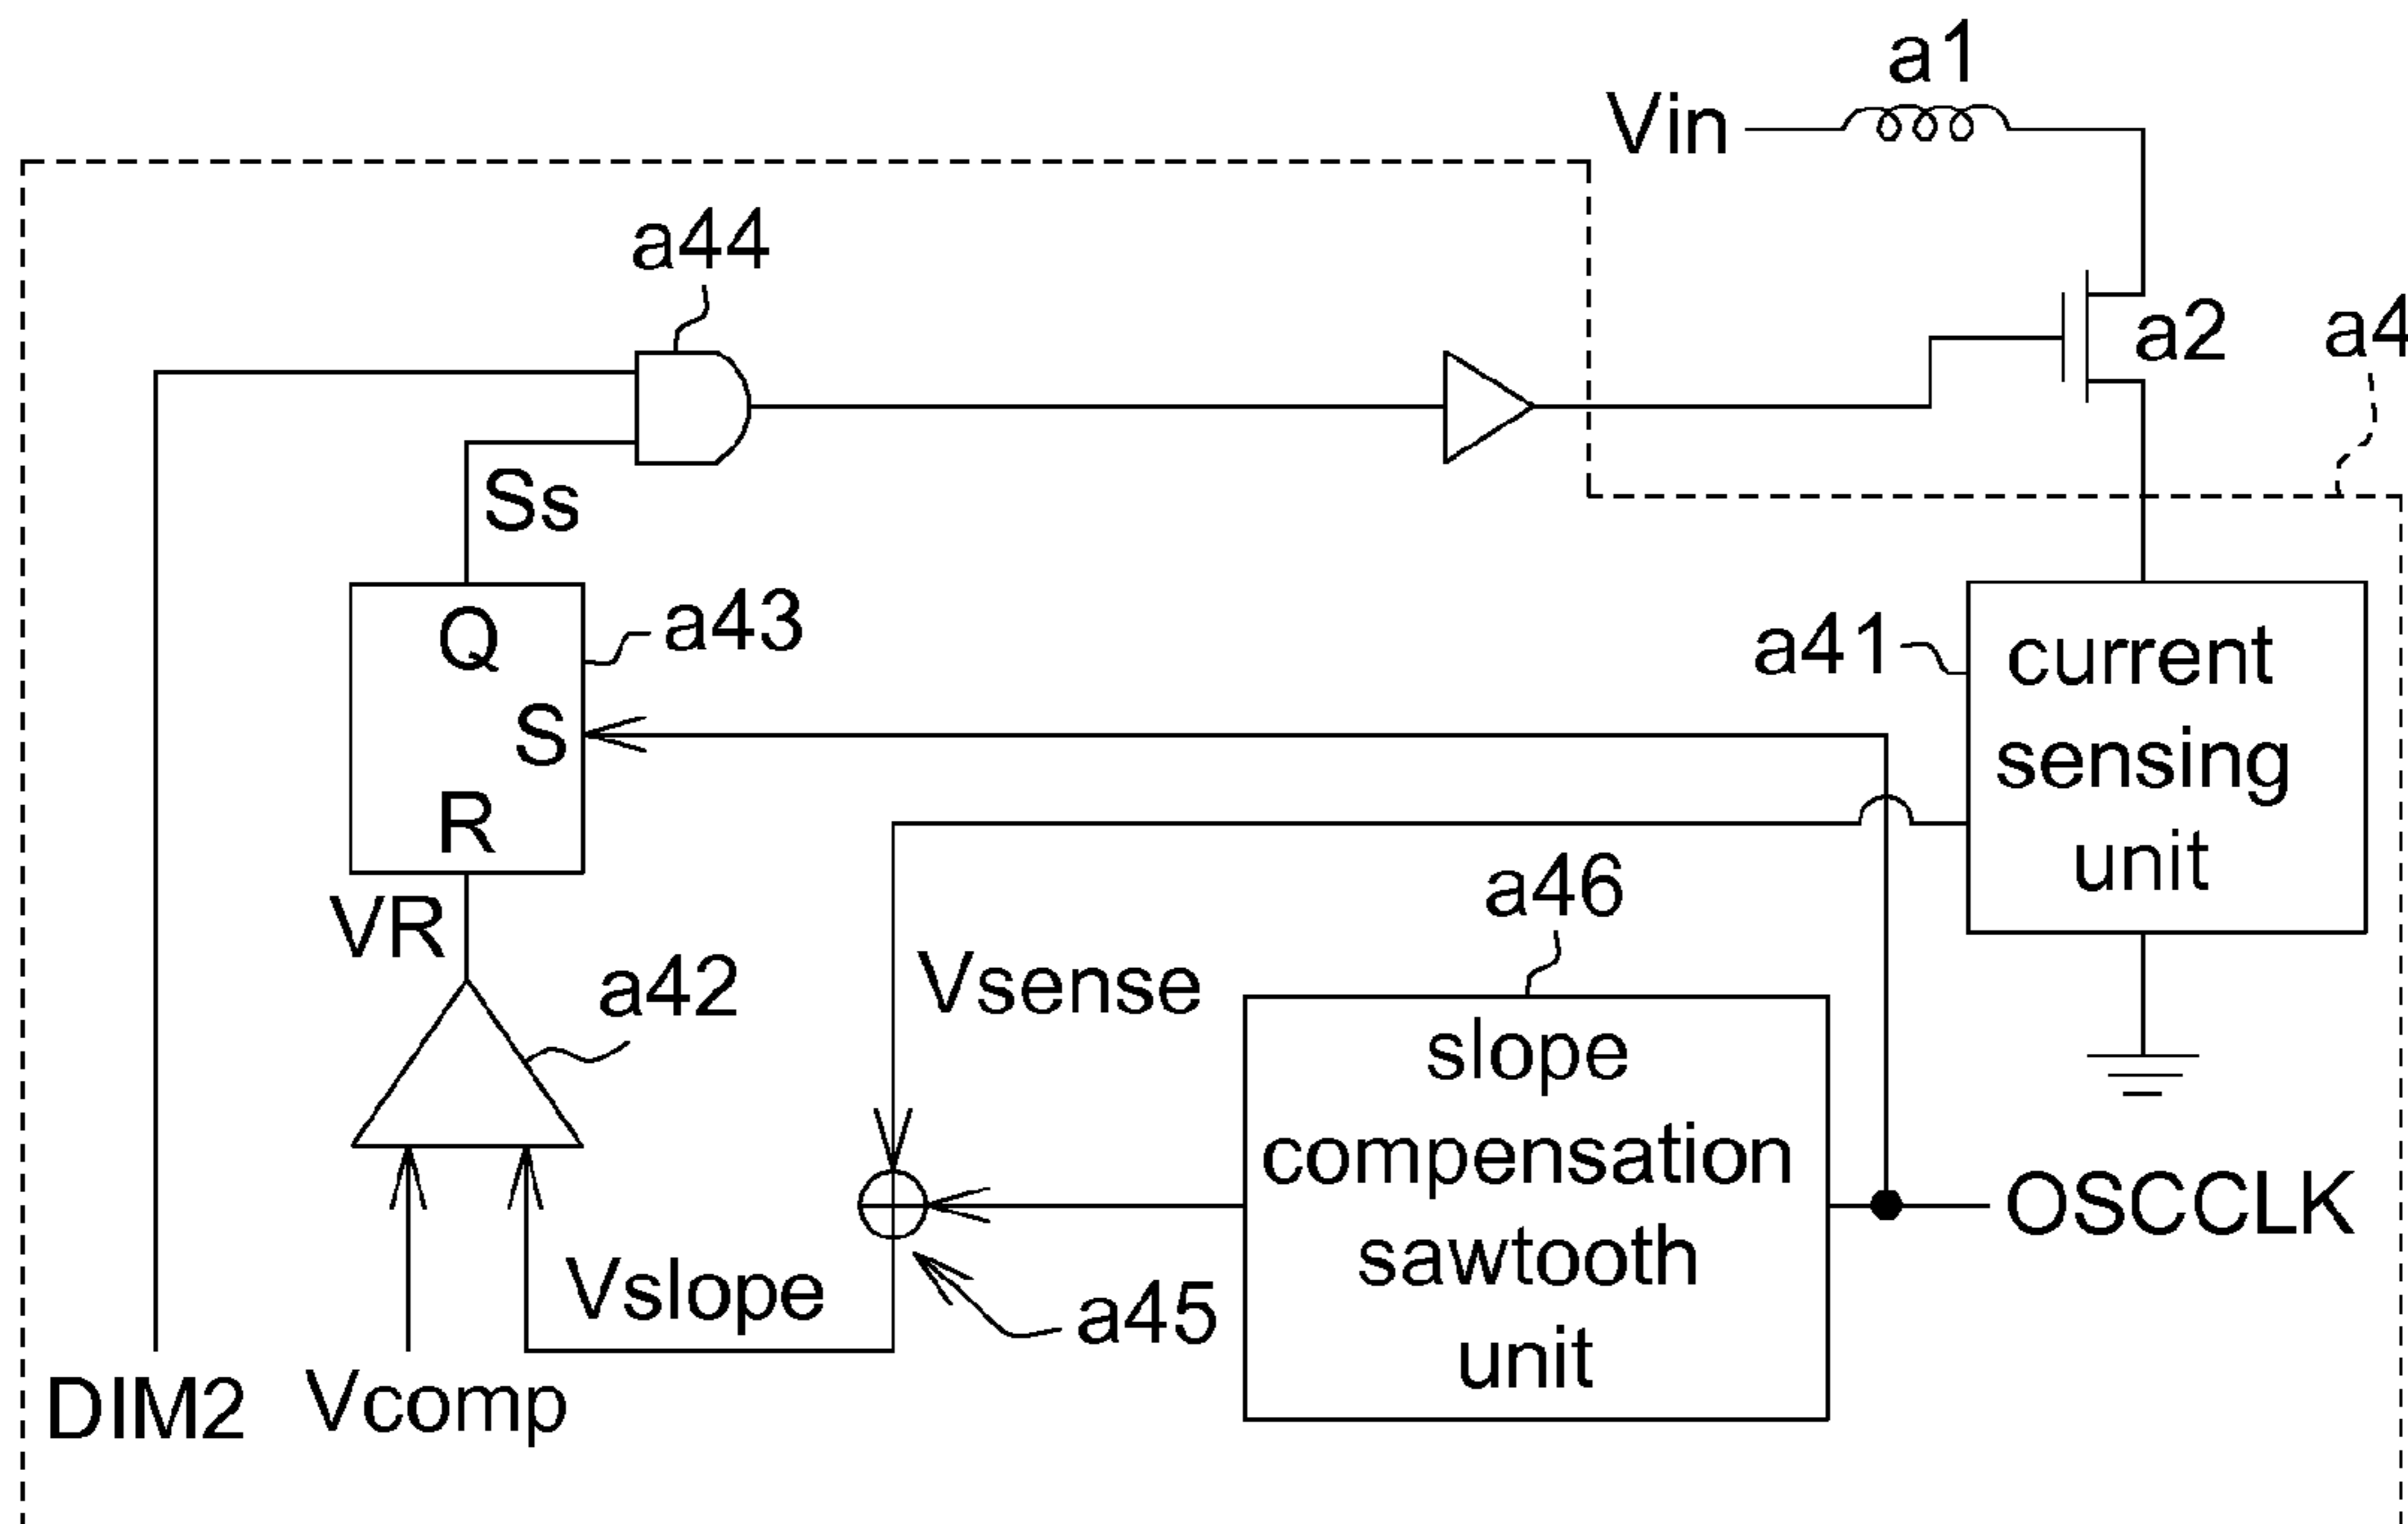 a1
Vin
a44
a2
a4
Ss
Q
S
R
a43
a41
current
sensing
unit
VR
a42
Vsense
a46
slope
compensation
sawtooth
unit
OSCCLK
Vslope
a45
DIM2
Vcomp